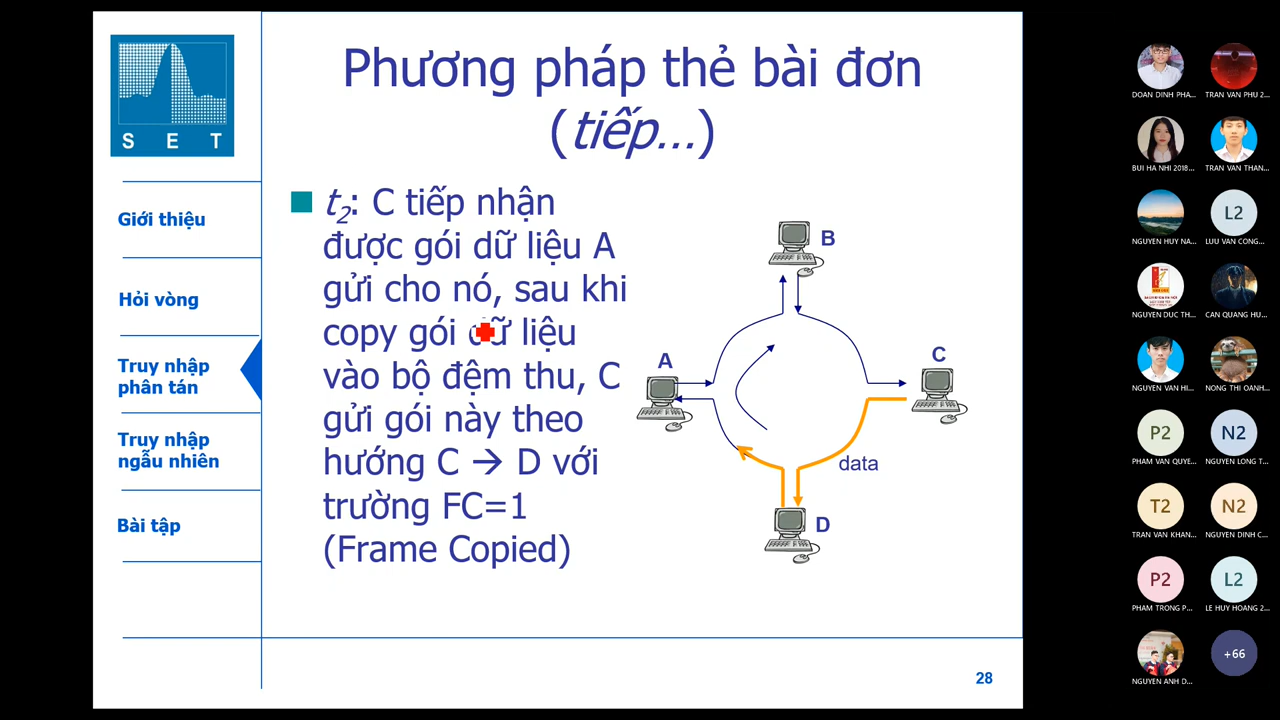 Phương pháp thẻ bài đơn
(tiếp...)
S E T
Giới thiệu
Hỏi vòng
Truy nhập
phân tán
Truy nhập
ngẫu nhiên
Bài tập
t2: C tiếp nhận
được gói dữ liệu A
gửi cho nó, sau khi
copy gói dữ liệu
vào bộ đệm thu, C
gửi gói này theo
hướng C → D với
trường FC=1
(Frame Copied)
B
A
C
data
D
28
DOAN DINH PHA...
TRAN VAN PHU 2...
BUI HA NHI 2018...
TRAN VAN THAN...
L2
NGUYEN HUY NA...
LUU VAN CONG...
NGUYEN DUC TH...
CAN QUANG HU...
NGUYEN VAN HI...
NONG THI OANH...
P2
N2
PHAM VAN QUYE...
NGUYEN LONG T...
T2
N2
TRAN VAN KHAN...
NGUYEN DINH C...
P2
L2
PHAM TRONG P...
LE HUY HOANG 2...
+66
NGUYEN ANH D...